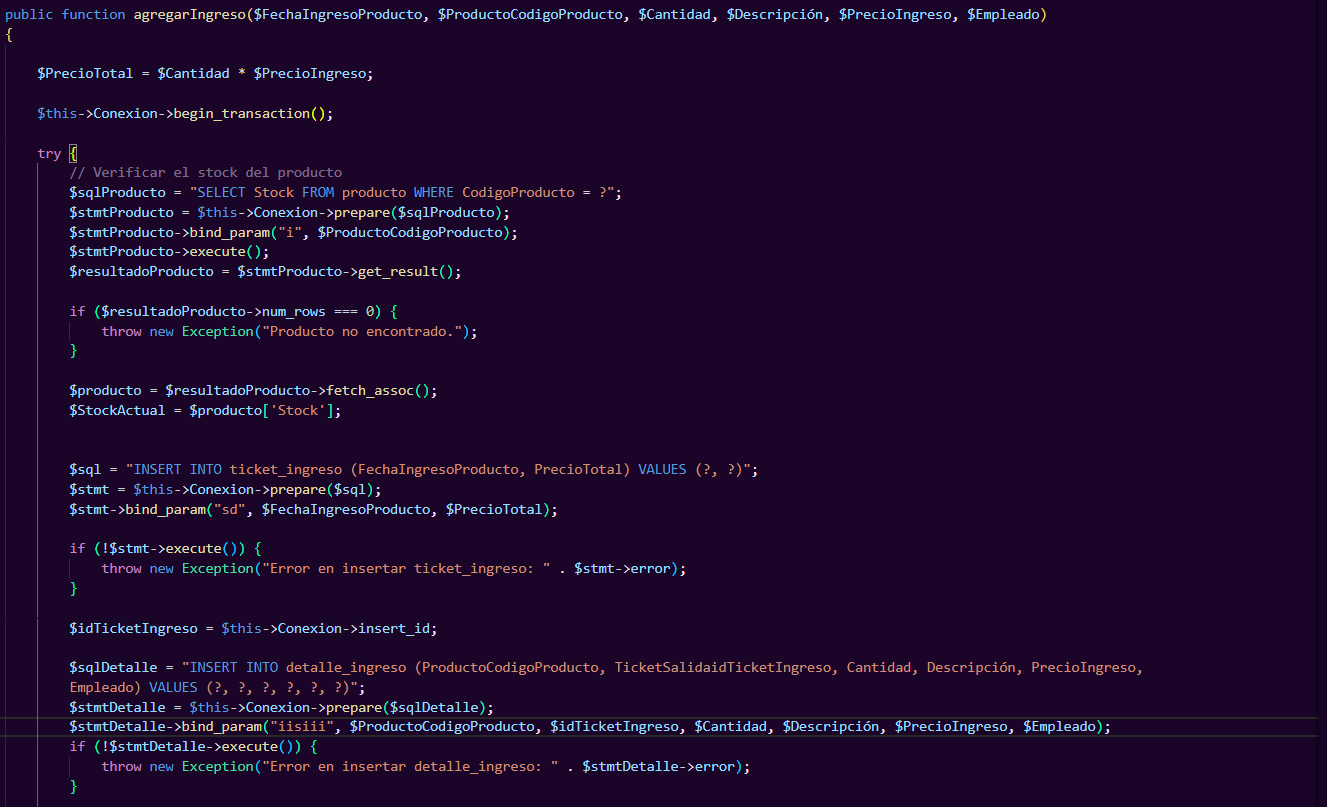 public function agregarIngreso($FechaIngresoProducto, $ProductoCodigoProducto, $Cantidad, $Descripción, $PrecioIngreso, $Empleado)
{
$PrecioTotal = $Cantidad * $PrecioIngreso;
$this->Conexion->begin_transaction();
try {
// Verificar el stock del producto
$sqlProducto = "SELECT Stock FROM producto WHERE CodigoProducto = ?";
$stmtProducto = $this->Conexion->prepare($sqlProducto);
$stmtProducto->bind_param("i", $ProductoCodigoProducto);
$stmtProducto->execute();
$resultadoProducto = $stmtProducto->get_result();
if ($resultadoProducto->num_rows === 0) {
throw new Exception("Producto no encontrado.");
}
$producto = $resultadoProducto->fetch_assoc();
$StockActual = $producto['Stock'];
$sql = "INSERT INTO ticket_ingreso (FechaIngresoProducto, PrecioTotal) VALUES (?, ?)";
$stmt = $this->Conexion->prepare($sql);
$stmt->bind_param("sd", $FechaIngresoProducto, $PrecioTotal);
if (!$stmt->execute()) {
throw new Exception("Error en insertar ticket_ingreso: " . $stmt->error);
}
$idTicketIngreso = $this->Conexion->insert_id;
$sqlDetalle = "INSERT INTO detalle_ingreso (ProductoCodigoProducto, TicketSalidaidTicketIngreso, Cantidad, Descripción, PrecioIngreso,
Empleado) VALUES (?, ?, ?, ?, ?, ?)";
$stmtDetalle = $this->Conexion->prepare($sqlDetalle);
$stmtDetalle->bind_param("iisiii", $ProductoCodigoProducto, $idTicketIngreso, $Cantidad, $Descripción, $PrecioIngreso, $Empleado);
if (!$stmtDetalle->execute()) {
throw new Exception("Error en insertar detalle_ingreso: " . $stmtDetalle->error);
}